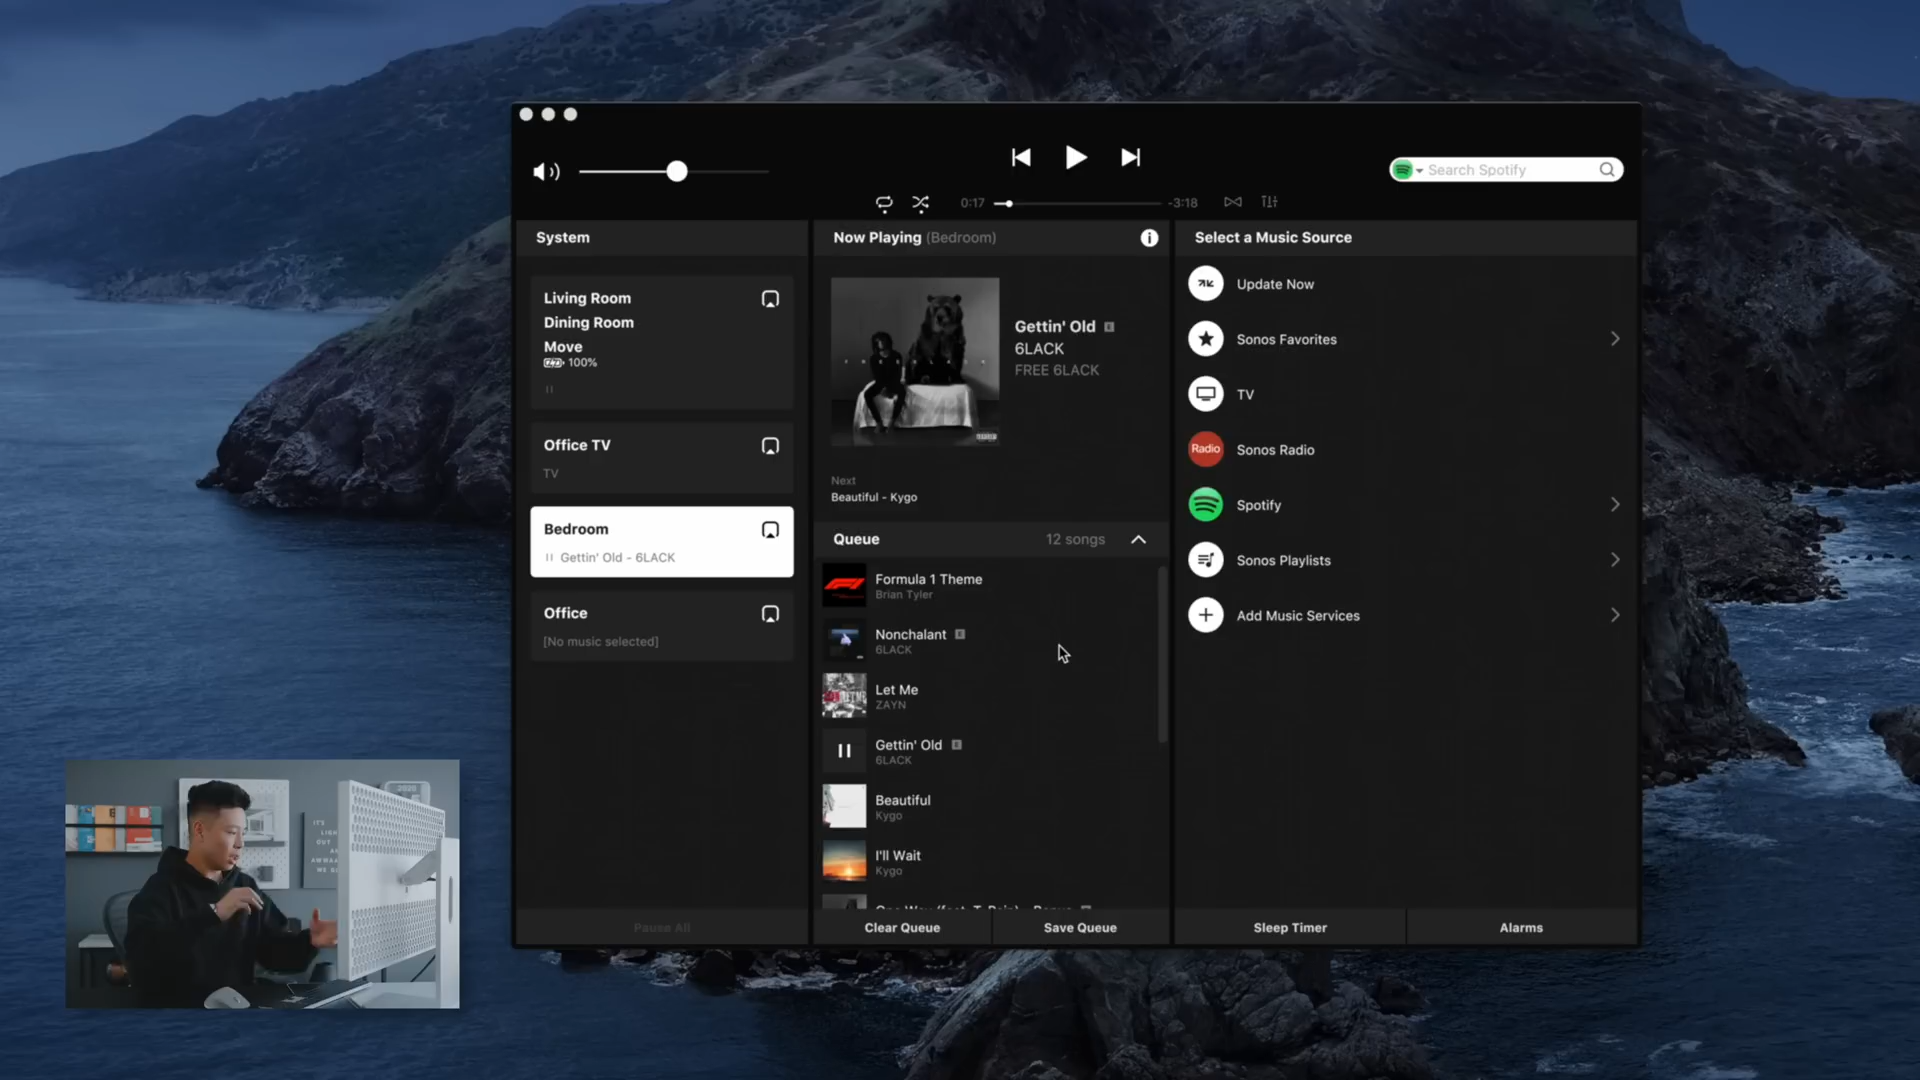 Search Spotify
0:17
-3:18
System
Living Room
Dining Room
Move
100%
Office TV
TV
Bedroom
Gettin' Old - 6LACK
Office
[No music selected]
Pause All
Now Playing (Bedroom)
Gettin' Old E
6LACK
FREE 6LACK
Next
Beautiful - Kygo
Queue
12 songs
Formula 1 Theme
Brian Tyler
Nonchalant E
6LACK
Let Me
ZAYN
Gettin' Old E
6LACK
Beautiful
Kygo
I'll Wait
Kygo
Clear Queue
Save Queue
Select a Music Source
Update Now
Sonos Favorites
TV
Radio
Sonos Radio
Spotify
Sonos Playlists
Add Music Services
Sleep Timer
Alarms
2020
IT'S